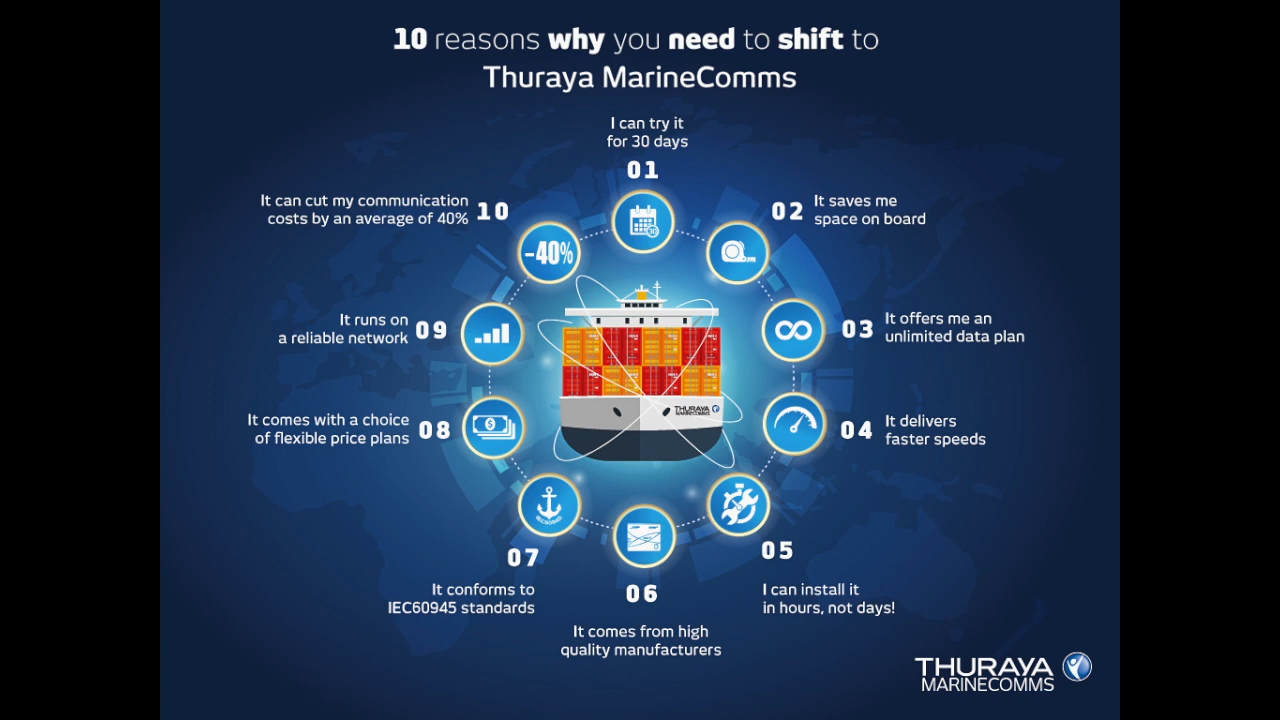 10 reasons why you need to shift to
Thuraya MarineComms
I can try it
for 30 days
01
02
It saves me
space on board
03
It offers me an
unlimited data plan
04
It delivers
faster speeds
05
I can install it
in hours, not days!
06
It comes from high
quality manufacturers
07
It conforms to
IEC60945 standards
08
It comes with a choice
of flexible price plans
09
It runs on
a reliable network
10
It can cut my communication
costs by an average of 40%
-40%
30
$
IEC60945
THURAYA
MARINECOMMS
THURAYA
MARINECOMMS